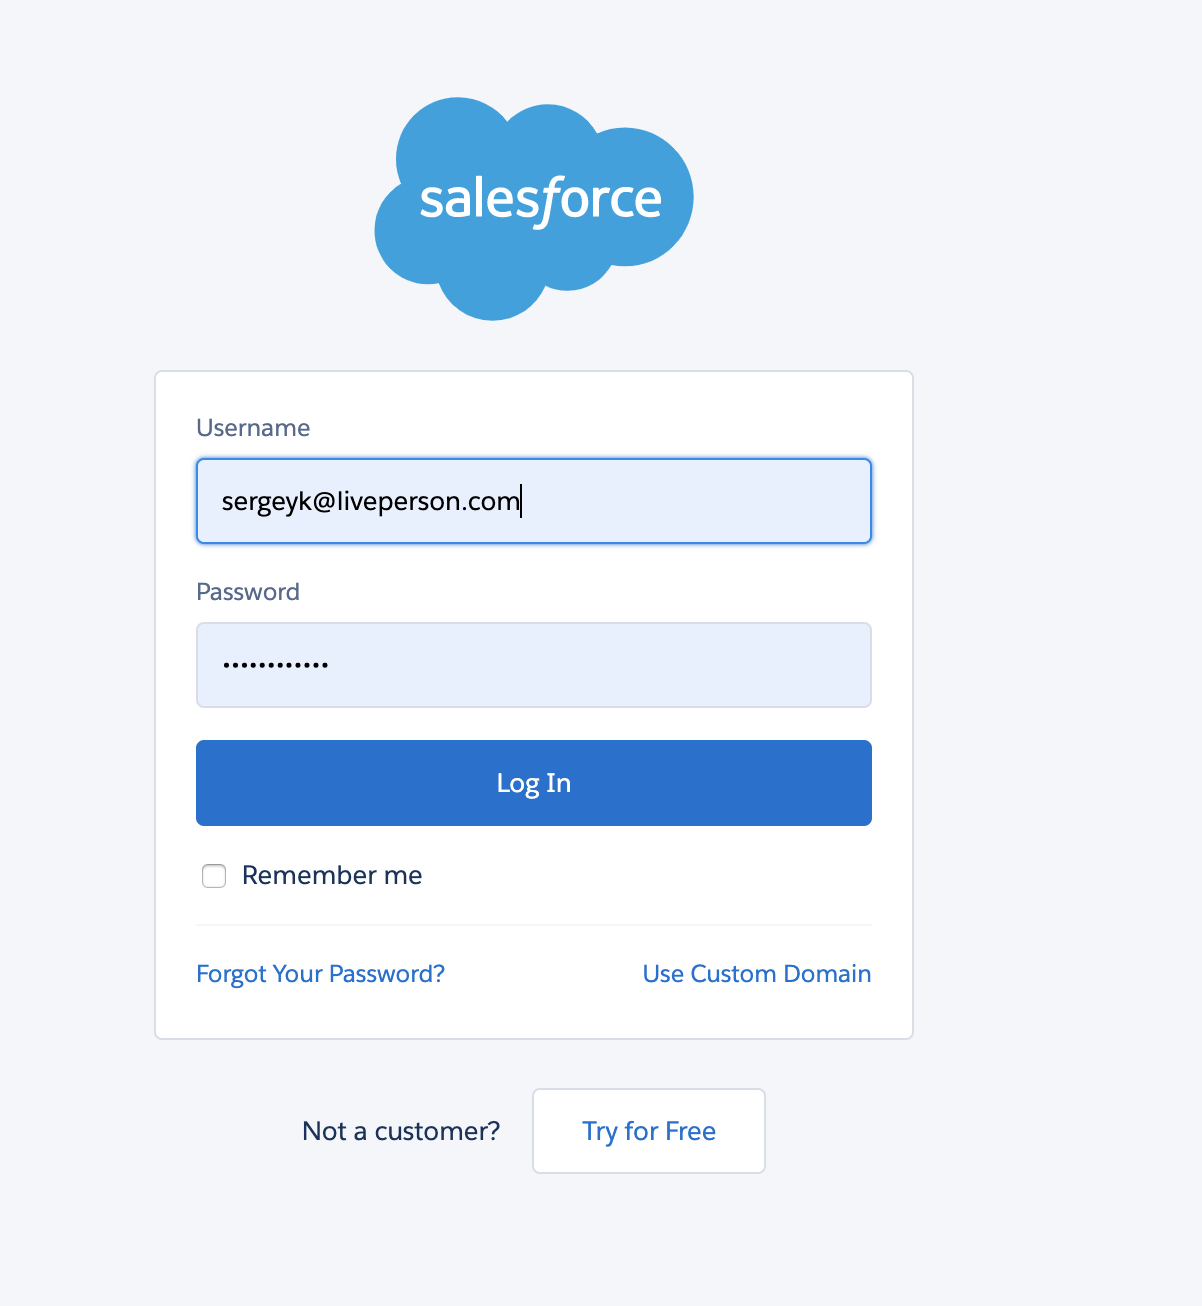 salesforce
Username
sergeyk@liveperson.com
Password
••••••••••••
Log In
Remember me
Forgot Your Password? Use Custom Domain
Not a customer? Try for Free